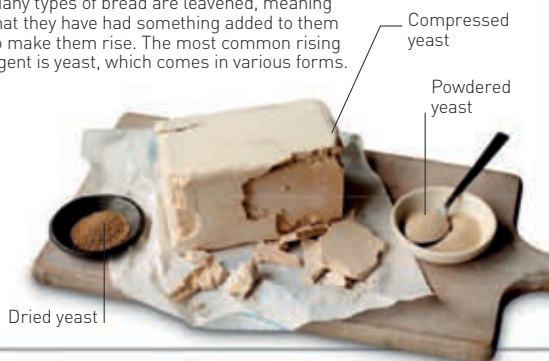 any types of bread are leavened, meaning
hat they have had something added to them
o make them rise. The most common rising
gent is yeast, which comes in various forms.
Compressed
yeast
Powdered
yeast
Dried yeast